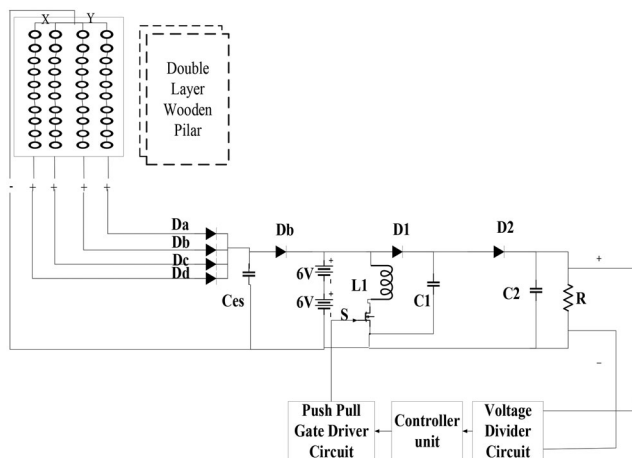 X Y
Double
Layer
Wooden
Pilar
- + + + +
Da
Db
Dc
Dd
Ces
Db
D1
D2
+
6V
-
+
6V
-
L1
S
C1
C2
R
+
−
Push Pull
Gate Driver
Circuit
Controller
unit
Voltage
Divider
Circuit